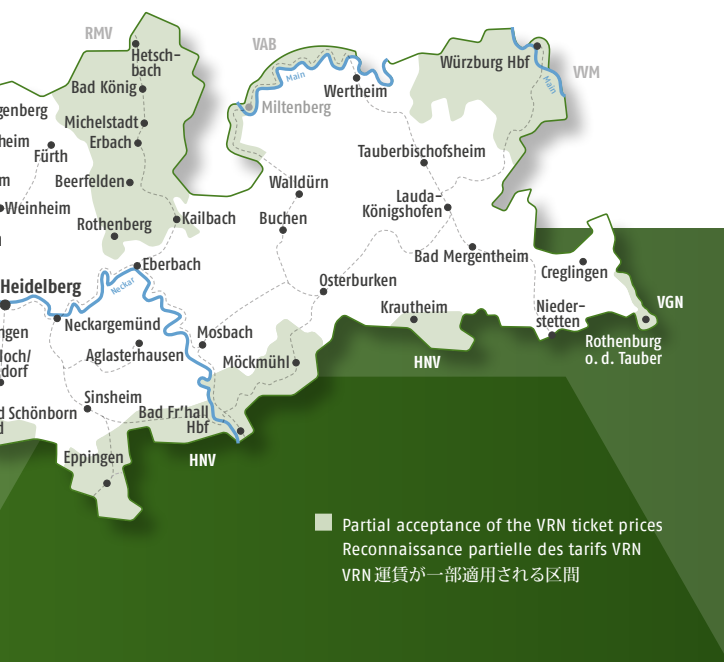 RMV
Hetsch-
bach
Bad König
Michelstadt
Erbach
Beerfelden
Rothenberg
Kailbach
Eberbach
VAB
Main
Miltenberg
Wertheim
Würzburg Hbf
Main
VVM
Tauberbischofsheim
Lauda-
Königshofen
Bad Mergentheim
Walldürn
Buchen
Osterburken
Krautheim
Creglingen
Nieder-
stetten
VGN
Rothenburg
o. d. Tauber
HNV
genberg
heim
Fürth
m
Weinheim
Heidelberg
Neckar
Neckargemünd
Mosbach
Aglasterhausen
Möckmühl
ngen
loch/
dorf
Sinsheim
d Schönborn
d
Bad Fr'hall
Hbf
Eppingen
HNV
Partial acceptance of the VRN ticket prices
Reconnaissance partielle des tarifs VRN
VRN 運賃が一部適用される区間